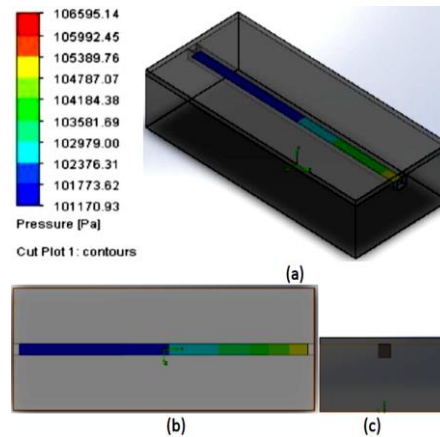 106595.14
105992.45
105389.76
104787.07
104184.38
103581.69
102979.00
102376.31
101773.62
101170.93
Pressure [Pa]
Cut Plot 1: contours
(a)
(b)
(c)